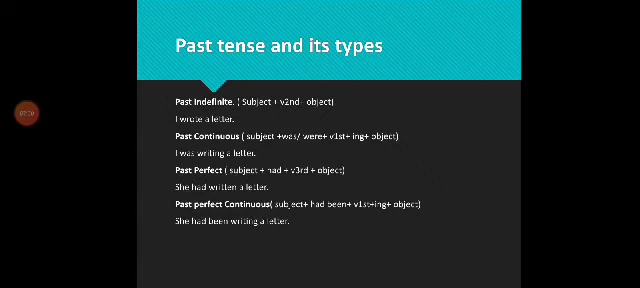 Past tense and its types
Past Indefinite. ( Subject + v2nd+ object)
I wrote a letter.
Past Continuous ( subject +was/ were+ v1st+ ing+ object)
I was writing a letter.
Past Perfect ( subject + had + v3rd + object)
She had written a letter.
Past perfect Continuous( subject+ had been+ v1st+ing+ object)
She had been writing a letter.